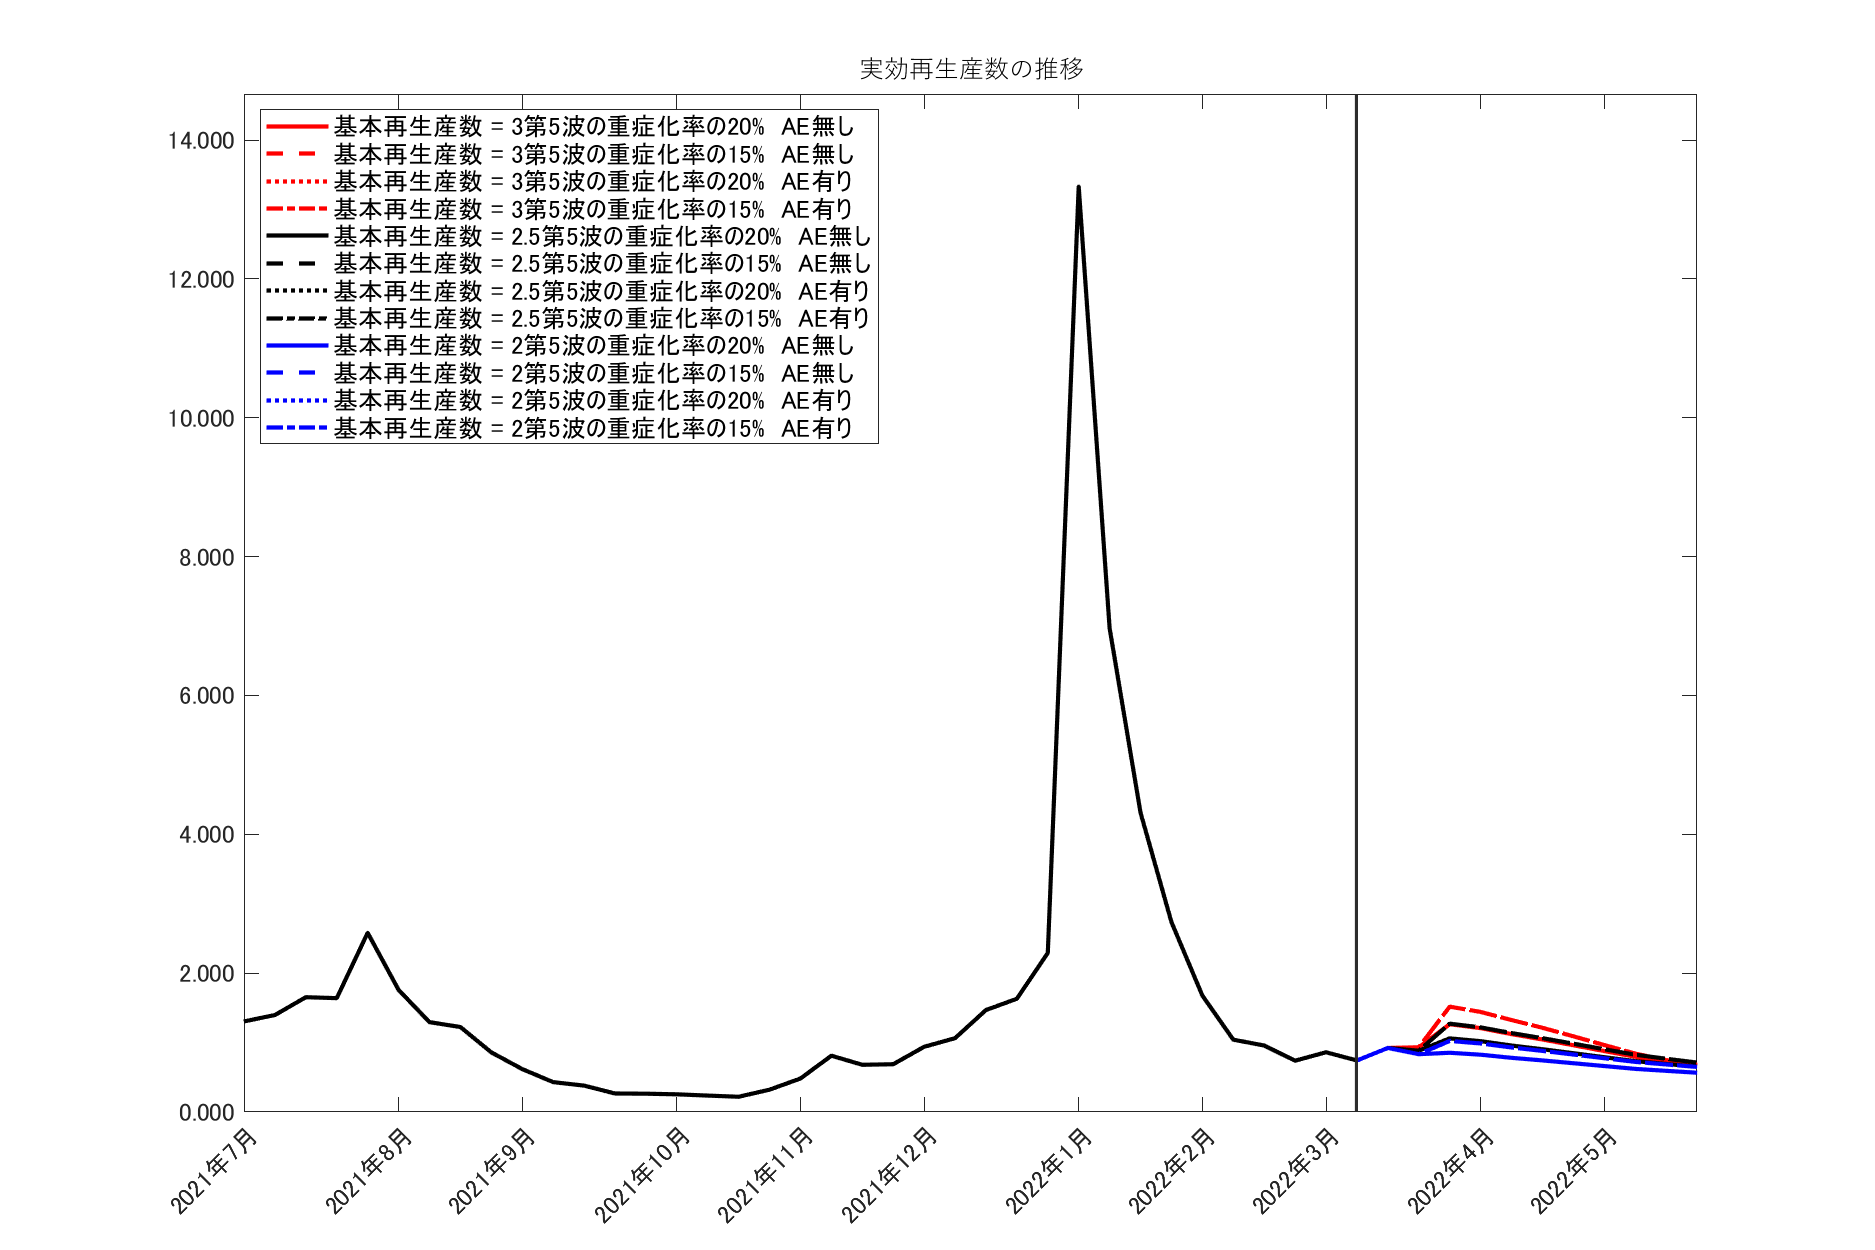 実効再生産数の推移
基本再生産数 = 3第5波の重症化率の20%　AE無し
基本再生産数 = 3第5波の重症化率の15%　AE無し
基本再生産数 = 3第5波の重症化率の20%　AE有り
基本再生産数 = 3第5波の重症化率の15%　AE有り
基本再生産数 = 2.5第5波の重症化率の20%　AE無し
基本再生産数 = 2.5第5波の重症化率の15%　AE無し
基本再生産数 = 2.5第5波の重症化率の20%　AE有り
基本再生産数 = 2.5第5波の重症化率の15%　AE有り
基本再生産数 = 2第5波の重症化率の20%　AE無し
基本再生産数 = 2第5波の重症化率の15%　AE無し
基本再生産数 = 2第5波の重症化率の20%　AE有り
基本再生産数 = 2第5波の重症化率の15%　AE有り
14.000
12.000
10.000
8.000
6.000
4.000
2.000
0.000
2021年7月
2021年8月
2021年9月
2021年10月
2021年11月
2021年12月
2022年1月
2022年2月
2022年3月
2022年4月
2022年5月